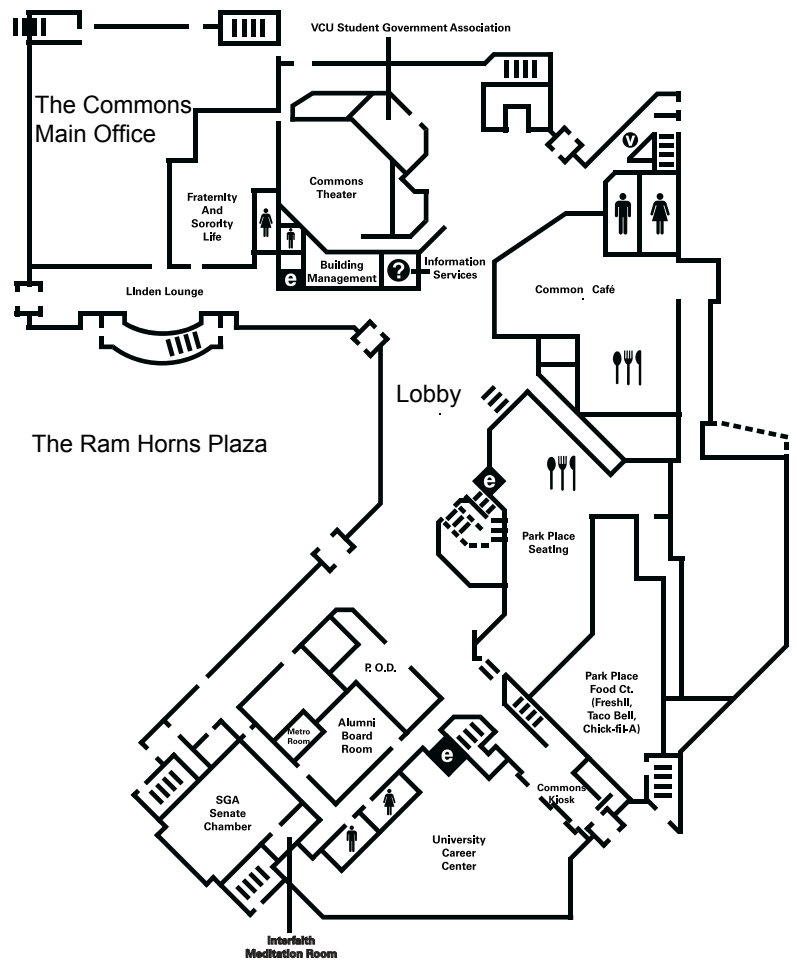 VCU Student Government Association
The Commons
Main Office
V
Commons
Theater
Fraternity
And
Sorority
Life
Building
Management
e
?
Information
Services
LInden Lounge
Common Café
Lobby
The Ram Horns Plaza
e
Park Place
Seating
P. O.D.
Park Place
Food Ct.
(FreshII,
Taco Bell,
Chick-fil-A)
Metro
Room
Alumni
Board
Room
e
SGA
Senate
Chamber
Commons
Kiosk
University
Career
Center
Interfaith
Meditation Room